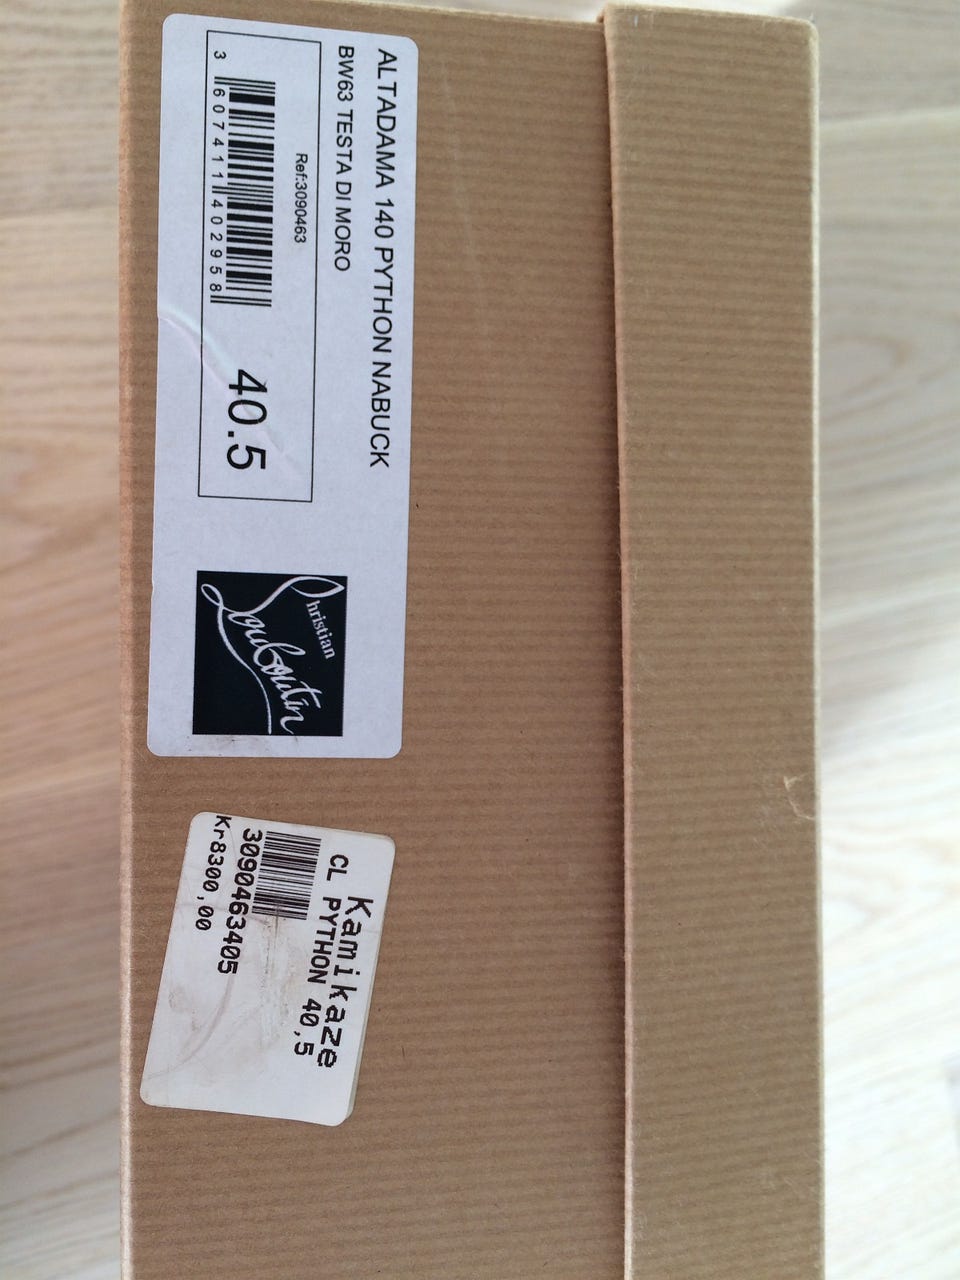 ALTADAMA 140 PYTHON NABUCK
BW63 TESTA DI MORO
Ref:3090463
3 607411 402958
40.5
Christian
Louboutin
Kamikaze
CL PYTHON 40,5
3090463405
Kr8300,00